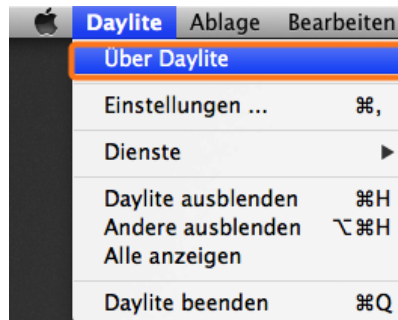 Daylite Ablage Bearbeiten
Über Daylite
Einstellungen ... ⌘,
Dienste ▶
Daylite ausblenden ⌘H
Andere ausblenden ⌥⌘H
Alle anzeigen
Daylite beenden ⌘Q